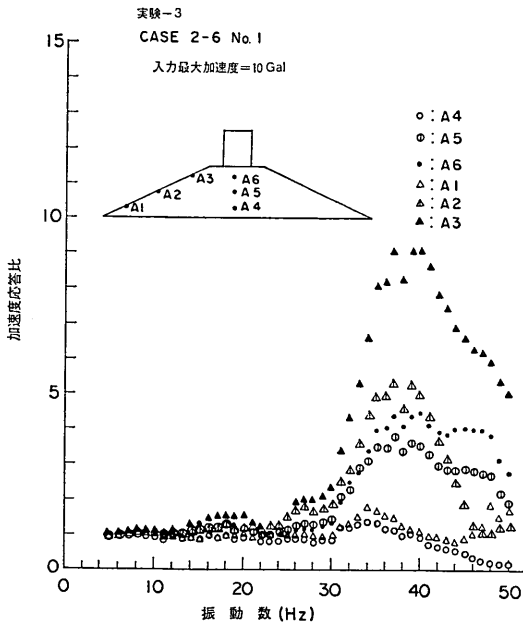 実験-3
CASE 2-6 No.1
入力最大加速度=10 Gal
15
10
5
0
加速度応答比
A3
A2
A1
A6
A5
A4
○ : A4
⦶ : A5
• : A6
△ : A1
◬ : A2
▲ : A3
0 10 20 30 40 50
振動数(Hz)